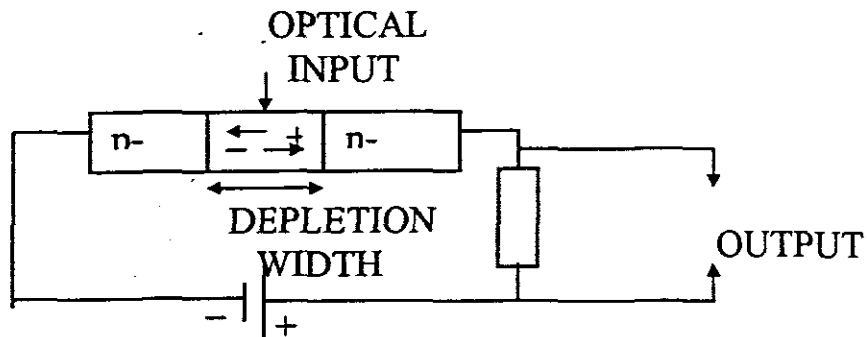 OPTICAL
INPUT
n-
+
−
n-
DEPLETION
WIDTH
OUTPUT
− +